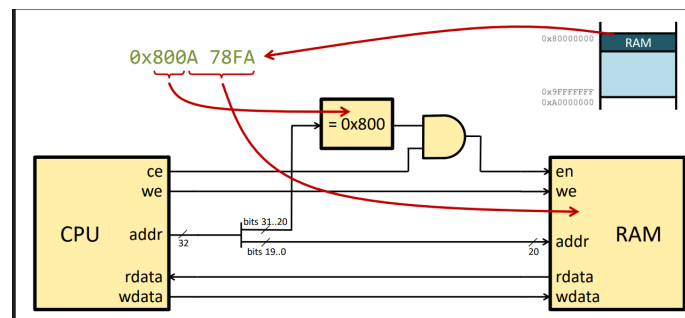 0x80000000
RAM
0x800A 78FA
0x9FFFFFFF
0xA0000000
= 0x800
ce
en
we
we
bits 31..20
CPU
addr
32
bits 19..0
20
addr
RAM
rdata
rdata
wdata
wdata